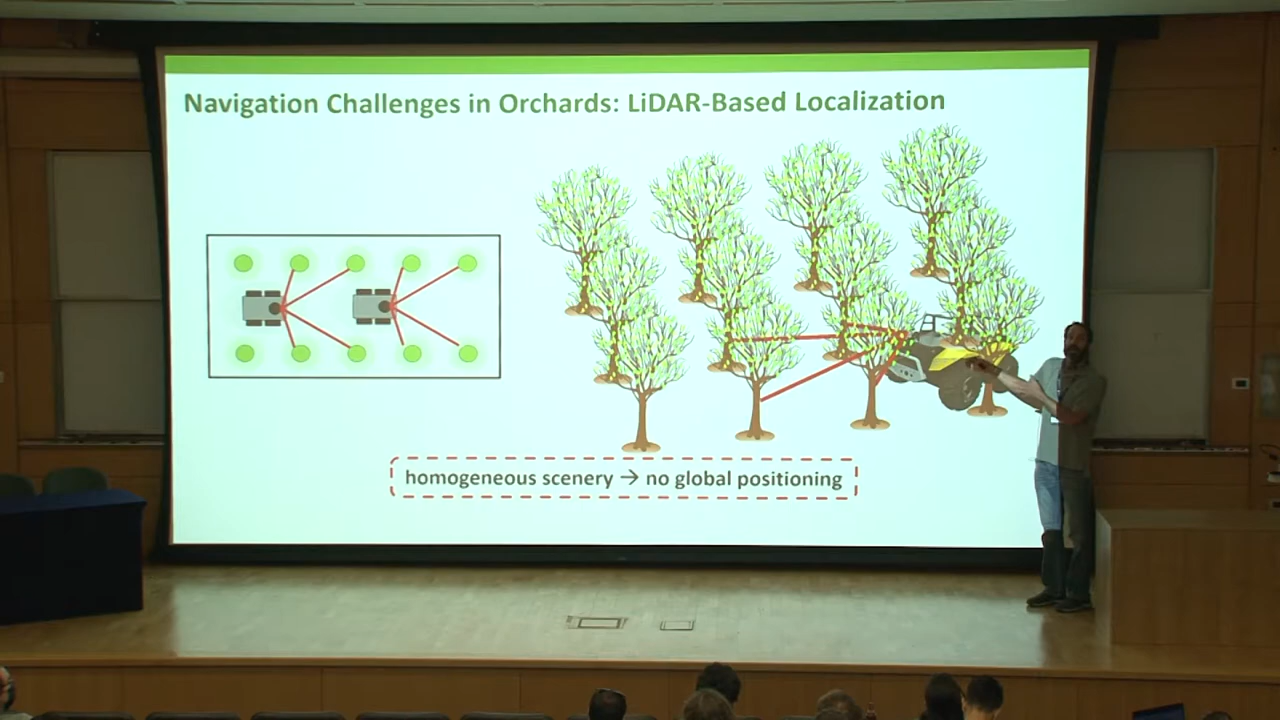 Navigation Challenges in Orchards: LiDAR-Based Localization
homogeneous scenery → no global positioning